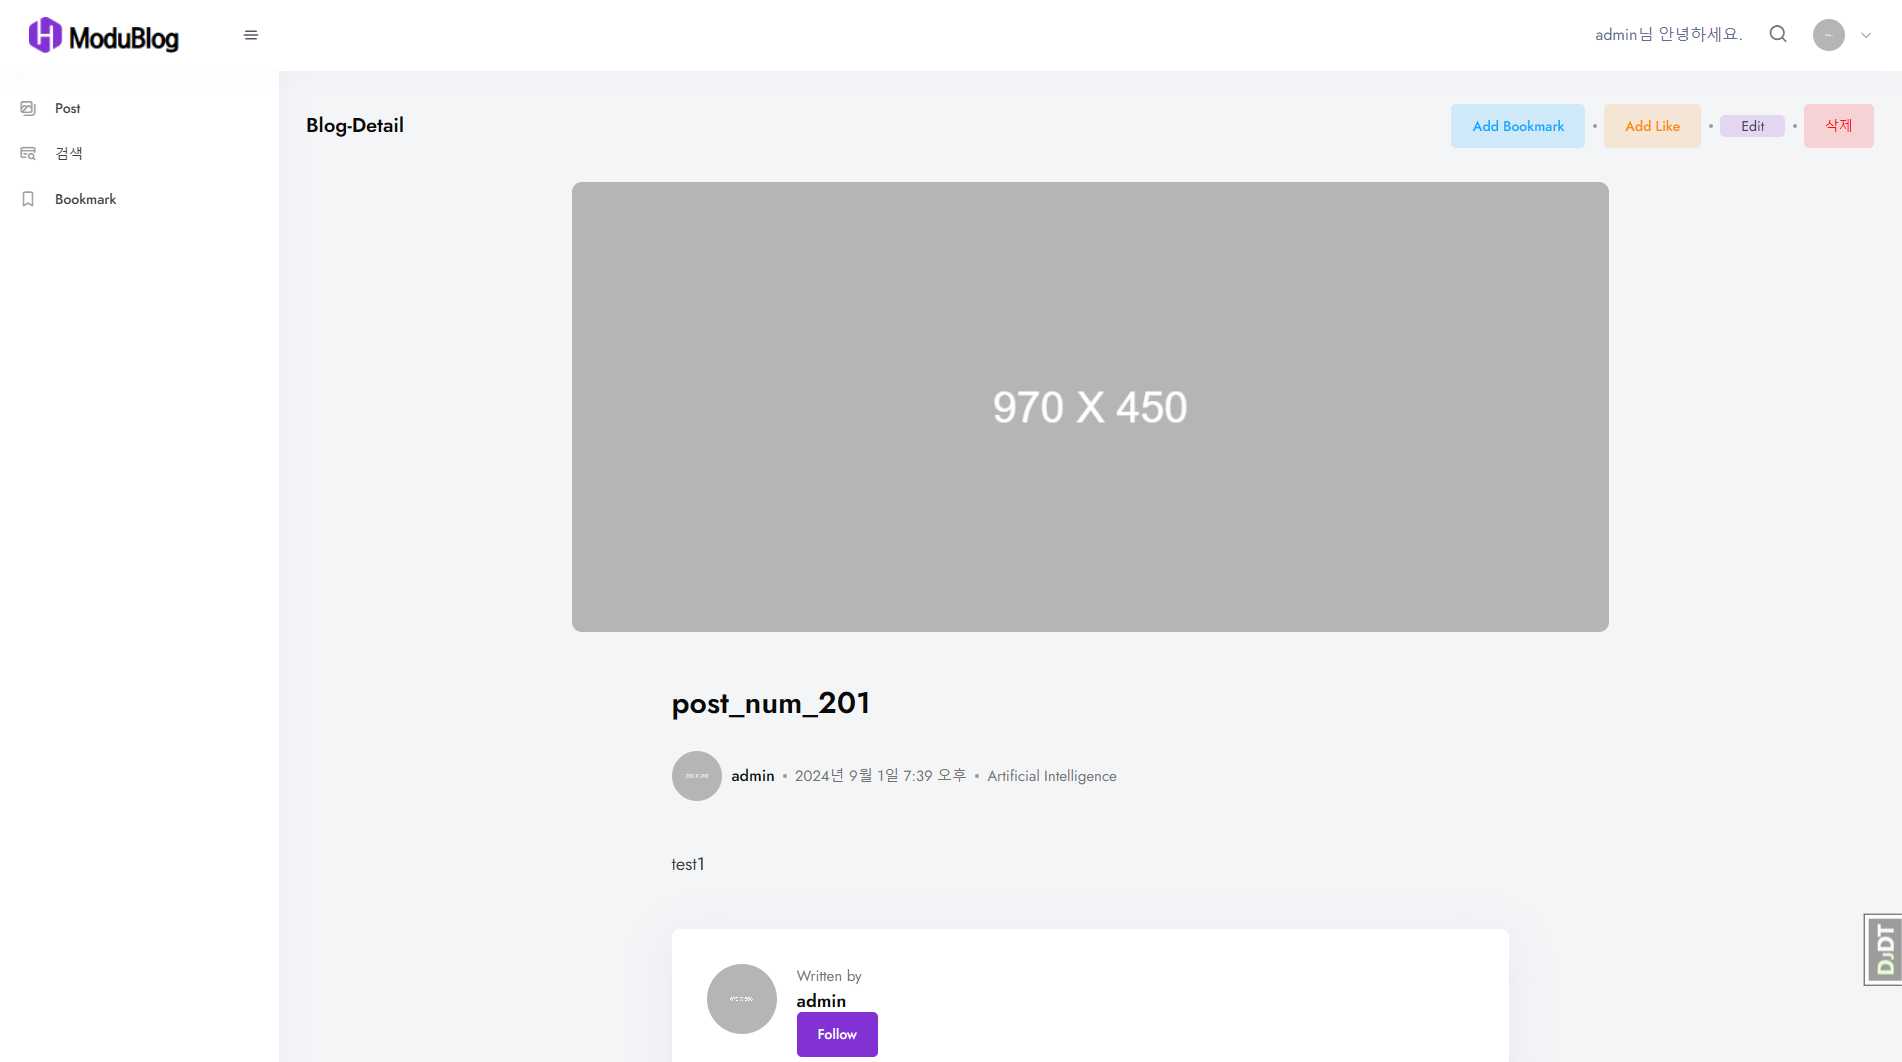 ModuBlog
admin님 안녕하세요.
Post
검색
Bookmark
Blog-Detail
Add Bookmark • Add Like • Edit • 삭제
970 X 450
post_num_201
200 X 200
admin • 2024년 9월 1일 7:39 오후 • Artificial Intelligence
test1
Written by
admin
Follow
DJDT